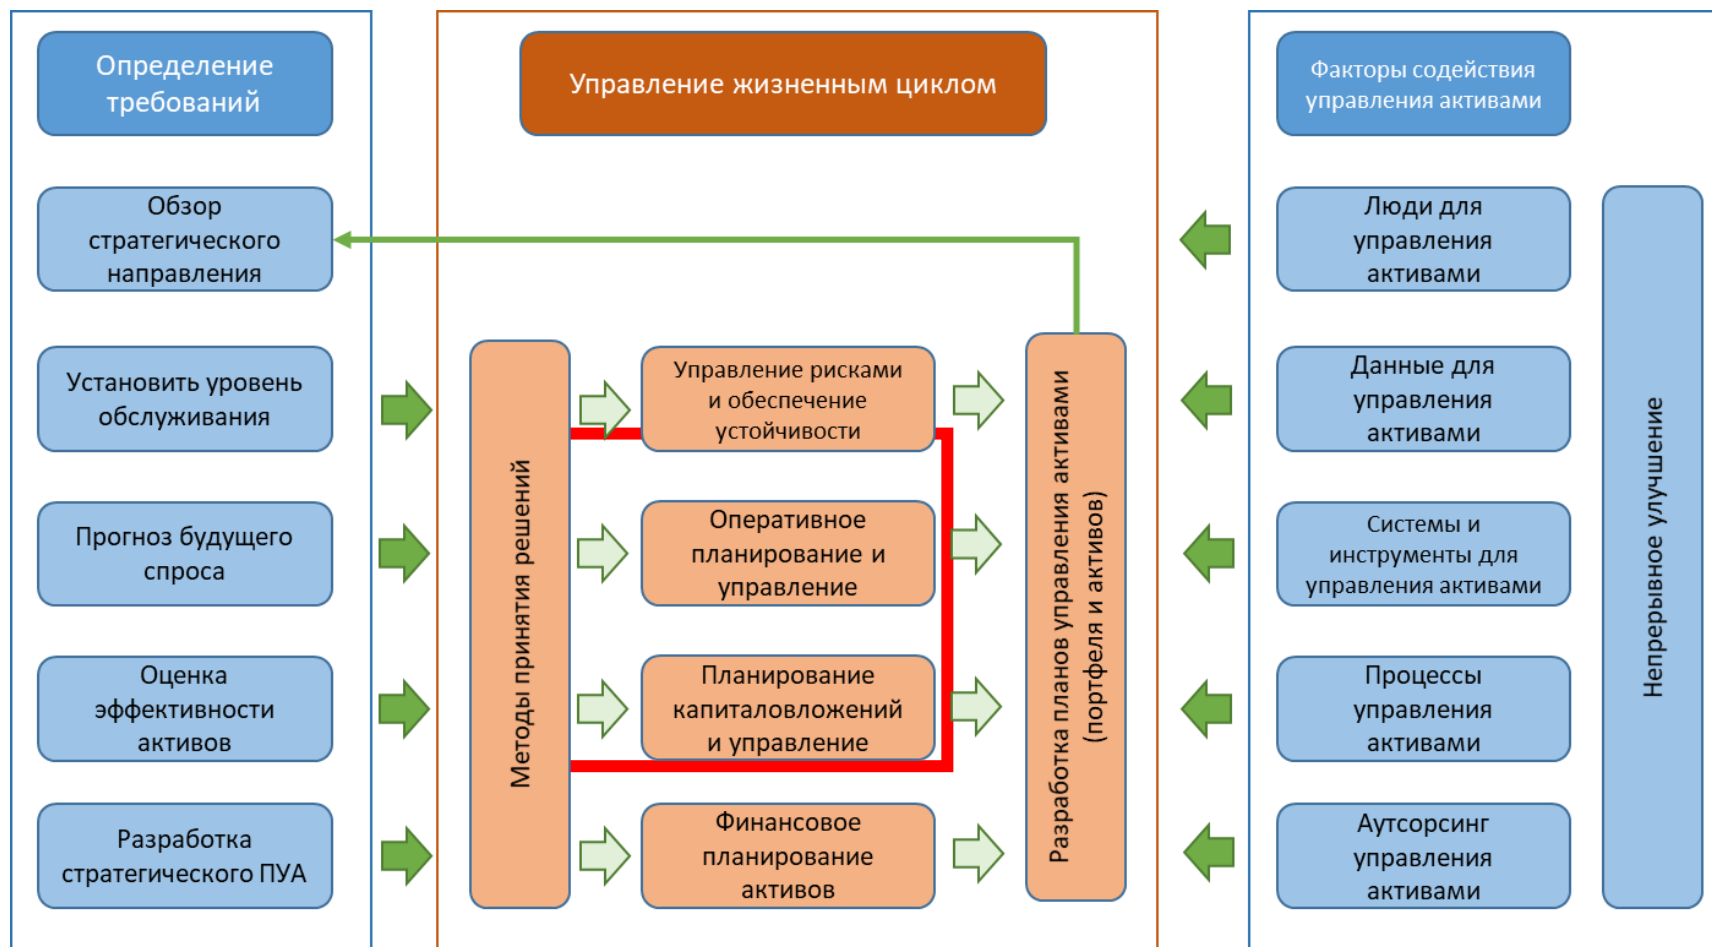 Определение
требований
Обзор
стратегического
направления
Установить уровень
обслуживания
Прогноз будущего
спроса
Оценка
эффективности
активов
Разработка
стратегического ПУА
Управление жизненным циклом
Методы принятия решений
Управление рисками
и обеспечение
устойчивости
Оперативное
планирование и
управление
Планирование
капиталовложений
и управление
Финансовое
планирование
активов
Разработка планов управления активами
(портфеля и активов)
Факторы содействия
управления активами
Люди для
управления
активами
Данные для
управления
активами
Системы и
инструменты для
управления активами
Процессы
управления
активами
Аутсорсинг
управления
активами
Непрерывное улучшение